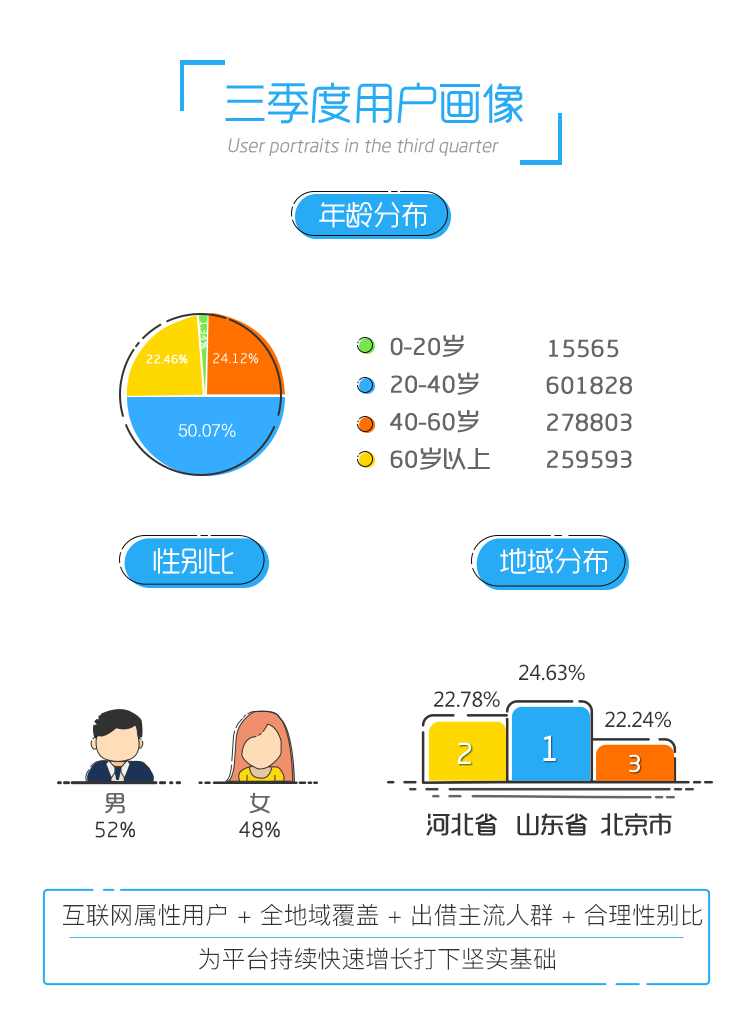 三季度用户画像
User portraits in the third quarter
年龄分布
22.46%
24.12%
50.07%
0-20岁 15565
20-40岁 601828
40-60岁 278803
60岁以上 259593
性别比
地域分布
男
52%
女
48%
22.78%
24.63%
22.24%
2
1
3
河北省 山东省 北京市
互联网属性用户 + 全地域覆盖 + 出借主流人群 + 合理性别比
为平台持续快速增长打下坚实基础